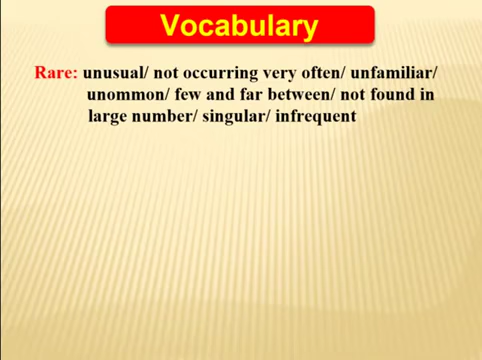 Vocabulary
Rare: unusual/ not occurring very often/ unfamiliar/
unommon/ few and far between/ not found in
large number/ singular/ infrequent